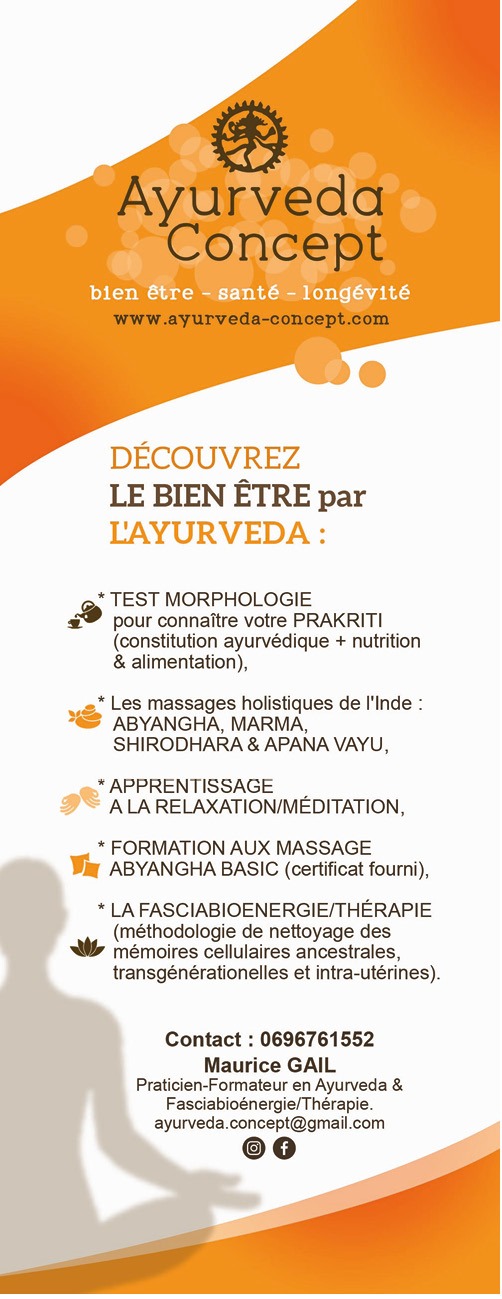 Ayurveda
Concept
bien être - santé - longévité
www.ayurveda-concept.com
DÉCOUVREZ
LE BIEN ÊTRE par
L'AYURVEDA :
* TEST MORPHOLOGIE
pour connaître votre PRAKRITI
(constitution ayurvédique + nutrition
& alimentation),
* Les massages holistiques de l'Inde :
ABYANGHA, MARMA,
SHIRODHARA & APANA VAYU,
* APPRENTISSAGE
A LA RELAXATION/MÉDITATION,
* FORMATION AUX MASSAGE
ABYANGHA BASIC (certificat fourni),
* LA FASCIABIOENERGIE/THÉRAPIE
(méthodologie de nettoyage des
mémoires cellulaires ancestrales,
transgénérationelles et intra-utérines).
Contact : 0696761552
Maurice GAIL
Praticien-Formateur en Ayurveda &
Fasciabioénergie/Thérapie.
ayurveda.concept@gmail.com